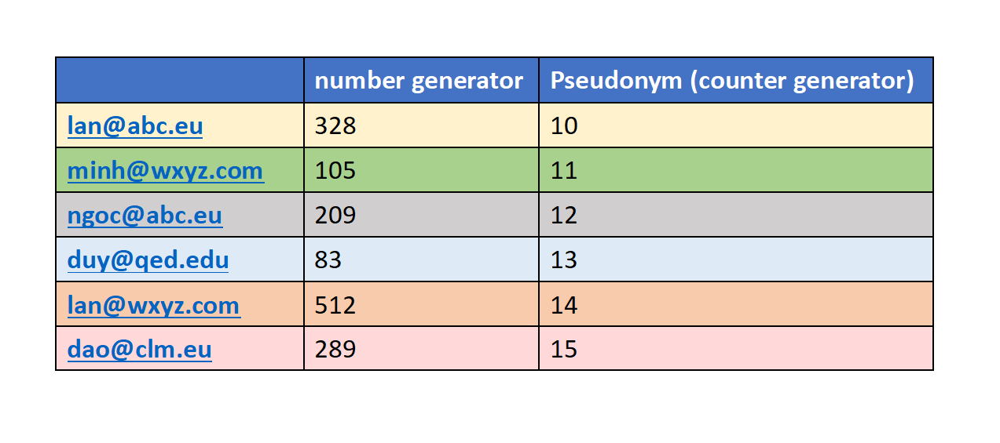 number generator Pseudonym (counter generator)
lan@abc.eu 328 10
minh@wxyz.com 105 11
ngoc@abc.eu 209 12
duy@qed.edu 83 13
lan@wxyz.com 512 14
dao@clm.eu 289 15